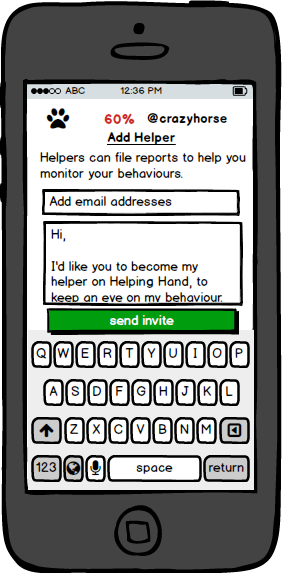 ABC 12:36 PM
60% @crazyhorse
Add Helper
Helpers can file reports to help you
monitor your behaviours.
Add email addresses
Hi,
I'd like you to become my
helper on Helping Hand, to
keep an eye on my behaviour.
send invite
Q W E R T Y U I O P
A S D F G H J K L
Z X C V B N M
123 space return